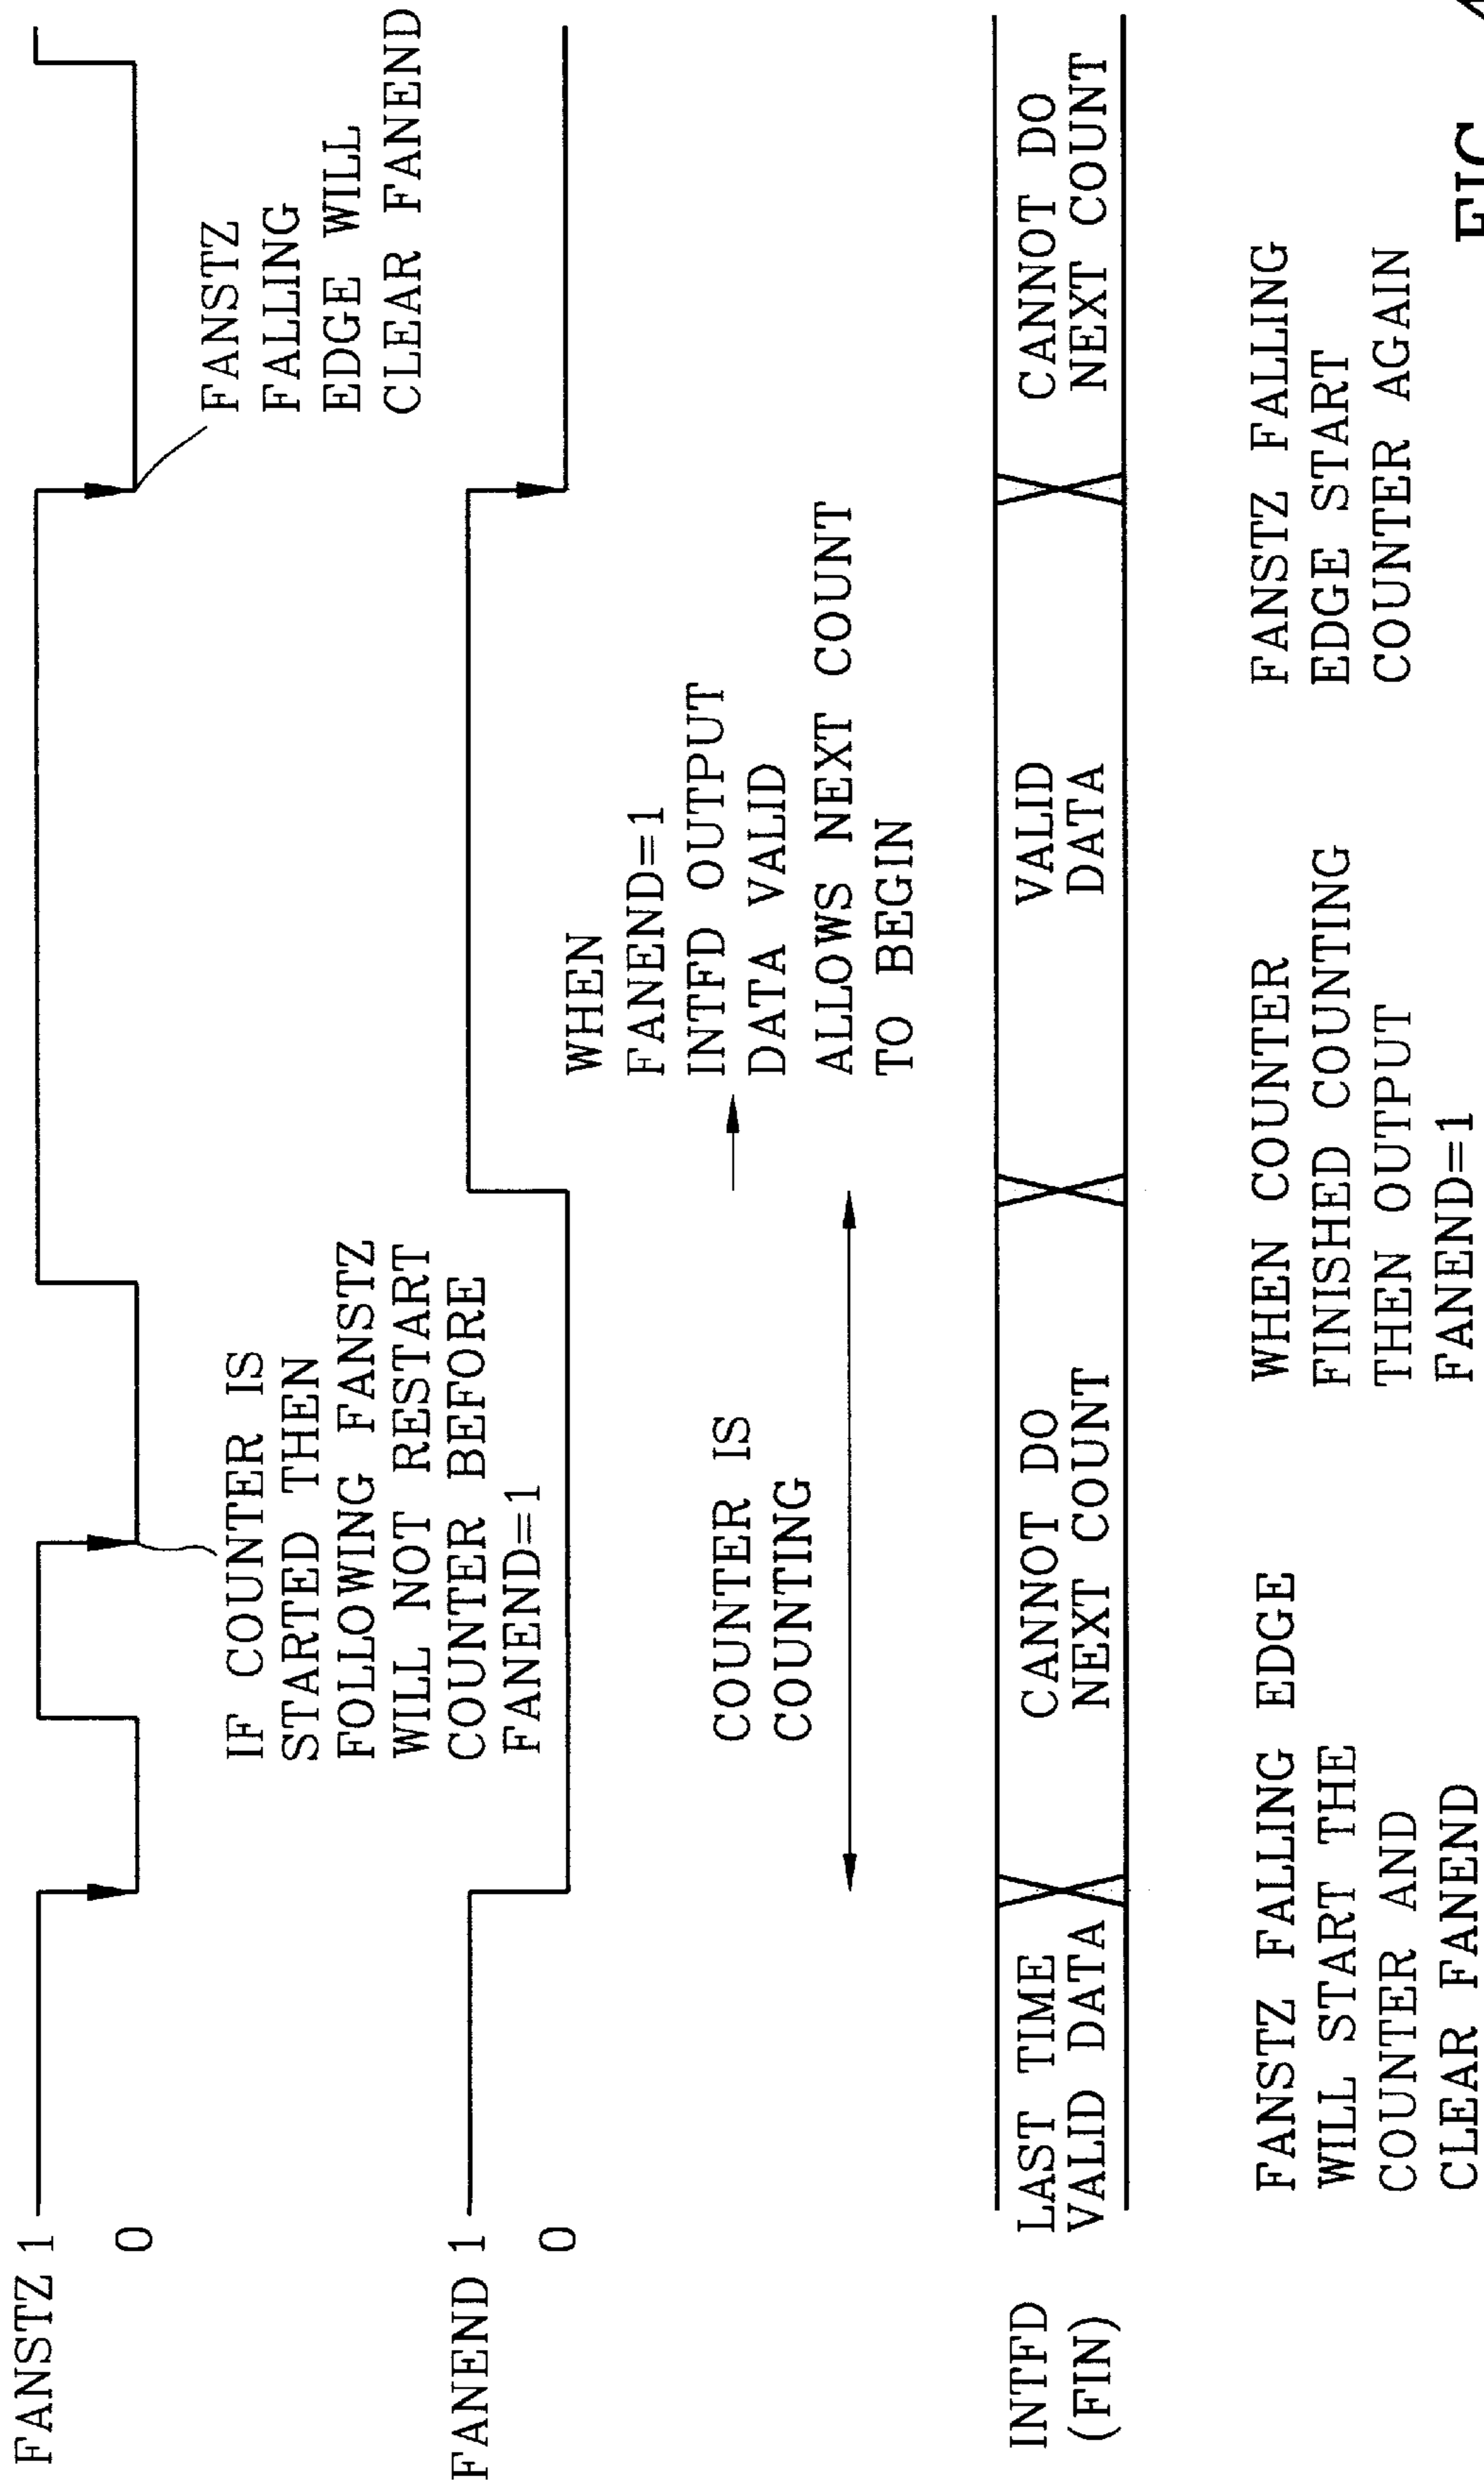 FANSTZ 1
0
FANSTZ
FALLING
EDGE WILL
CLEAR FANEND
IF COUNTER IS
STARTED THEN
FOLLOWING FANSTZ
WILL NOT RESTART
COUNTER BEFORE
FANEND=1
FANEND 1
0
WHEN
FANEND=1
INTFD OUTPUT
DATA VALID
ALLOWS NEXT COUNT
TO BEGIN
COUNTER IS
COUNTING
INTFD
(FIN)
LAST TIME
VALID DATA
CANNOT DO
NEXT COUNT
VALID
DATA
CANNOT DO
NEXT COUNT
FANSTZ FALLING EDGE
WILL START THE
COUNTER AND
CLEAR FANEND
WHEN COUNTER
FINISHED COUNTING
THEN OUTPUT
FANEND=1
FANSTZ FALLING
EDGE START
COUNTER AGAIN